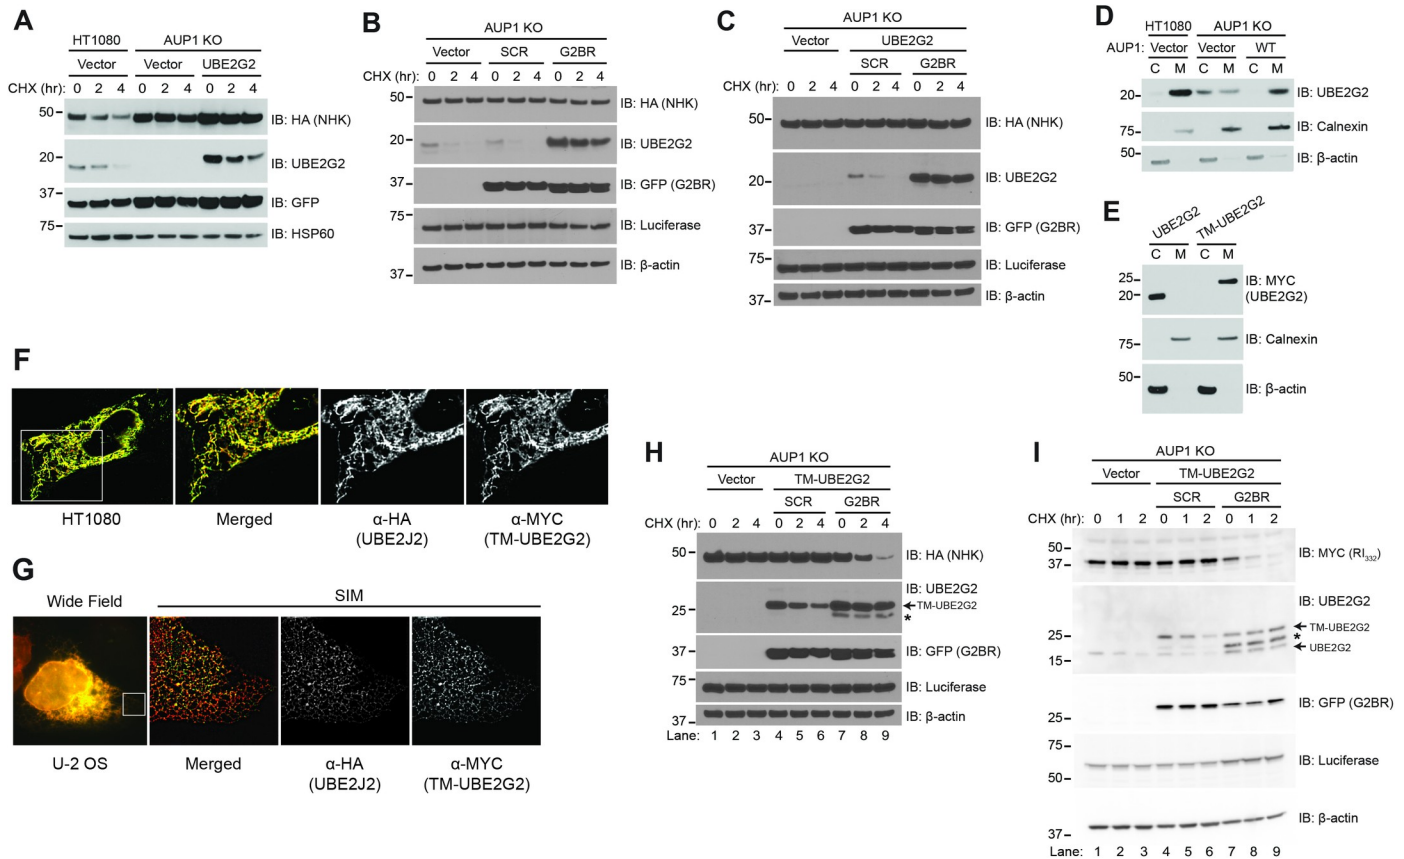 A
HT1080 AUP1 KO
Vector Vector UBE2G2
CHX (hr): 0 2 4 0 2 4 0 2 4
50 IB: HA (NHK)
20 IB: UBE2G2
37 IB: GFP
75 IB: HSP60
B
AUP1 KO
Vector SCR G2BR
CHX (hr): 0 2 4 0 2 4 0 2 4
50 IB: HA (NHK)
20 IB: UBE2G2
37 IB: GFP (G2BR)
75 IB: Luciferase
37 IB: β-actin
C
AUP1 KO
Vector UBE2G2
SCR G2BR
CHX (hr): 0 2 4 0 2 4 0 2 4
50 IB: HA (NHK)
20 IB: UBE2G2
37 IB: GFP (G2BR)
75 IB: Luciferase
37 IB: β-actin
D
HT1080 AUP1 KO
AUP1: Vector Vector WT
C M C M C M
20 IB: UBE2G2
75 IB: Calnexin
50 IB: β-actin
E
UBE2G2 TM-UBE2G2
C M C M
25 IB: MYC
20 (UBE2G2)
75 IB: Calnexin
50 IB: β-actin
F
HT1080 Merged α-HA α-MYC
(UBE2J2) (TM-UBE2G2)
G
Wide Field SIM
U-2 OS Merged α-HA α-MYC
(UBE2J2) (TM-UBE2G2)
H
AUP1 KO
Vector TM-UBE2G2
SCR G2BR
CHX (hr): 0 2 4 0 2 4 0 2 4
50 IB: HA (NHK)
IB: UBE2G2
25 TM-UBE2G2
*
37 IB: GFP (G2BR)
75 IB: Luciferase
37 IB: β-actin
Lane: 1 2 3 4 5 6 7 8 9
I
AUP1 KO
Vector TM-UBE2G2
SCR G2BR
CHX (hr): 0 1 2 0 1 2 0 1 2
50 IB: MYC (RI332)
37
IB: UBE2G2
TM-UBE2G2
25 *
UBE2G2
15
IB: GFP (G2BR)
25
75 IB: Luciferase
50
IB: β-actin
37
Lane: 1 2 3 4 5 6 7 8 9